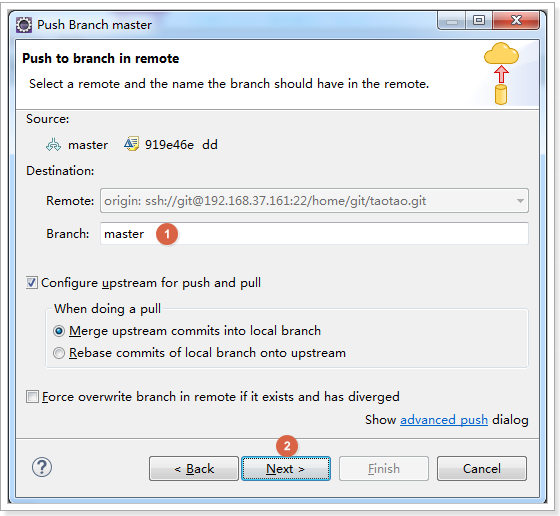 Push Branch master
Push to branch in remote
Select a remote and the name the branch should have in the remote.
Source:
master 919e46e dd
Destination:
Remote: origin: ssh://git@192.168.37.161:22/home/git/taotao.git
Branch: master 1
Configure upstream for push and pull
When doing a pull
Merge upstream commits into local branch
Rebase commits of local branch onto upstream
Force overwrite branch in remote if it exists and has diverged
Show advanced push dialog
2
? < Back Next > Finish Cancel